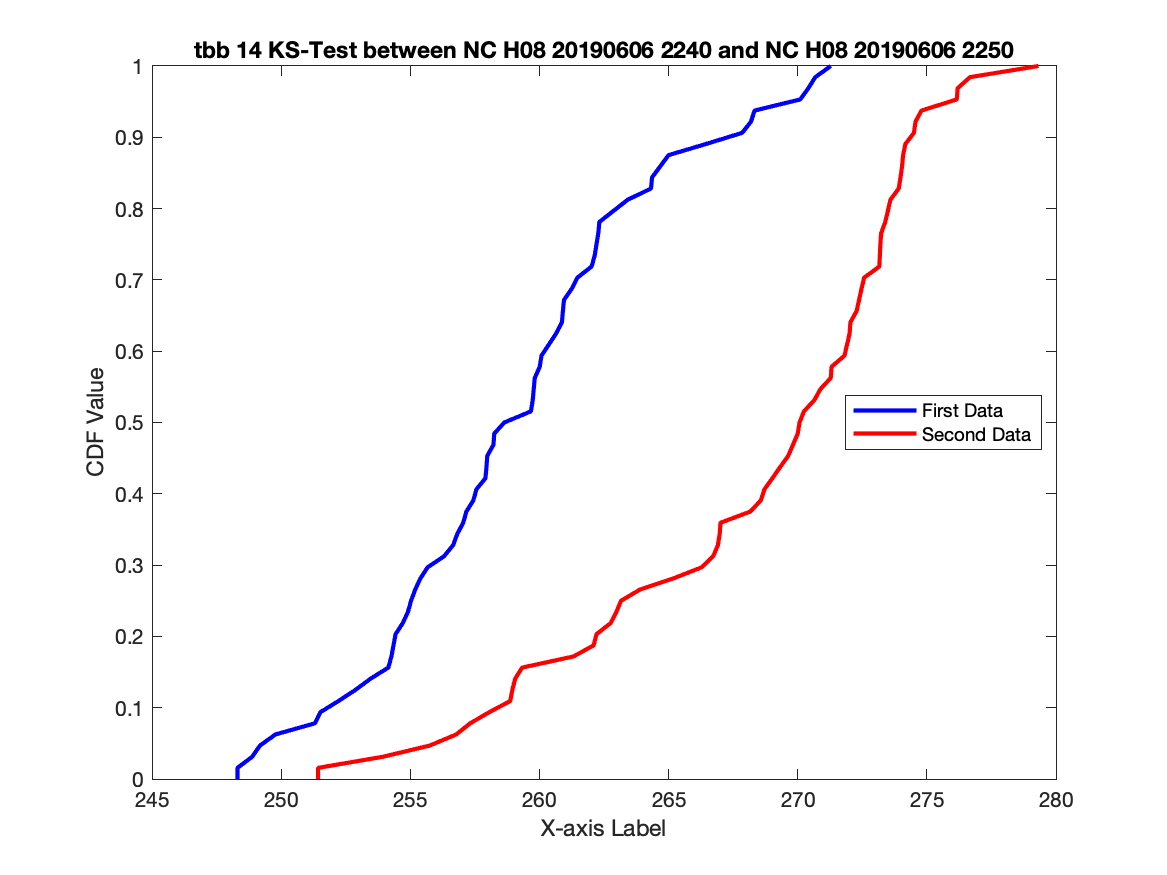 tbb 14 KS-Test between NC H08 20190606 2240 and NC H08 20190606 2250
1
0.9
0.8
0.7
0.6
0.5
0.4
0.3
0.2
0.1
0
CDF Value
First Data
Second Data
245 250 255 260 265 270 275 280
X-axis Label